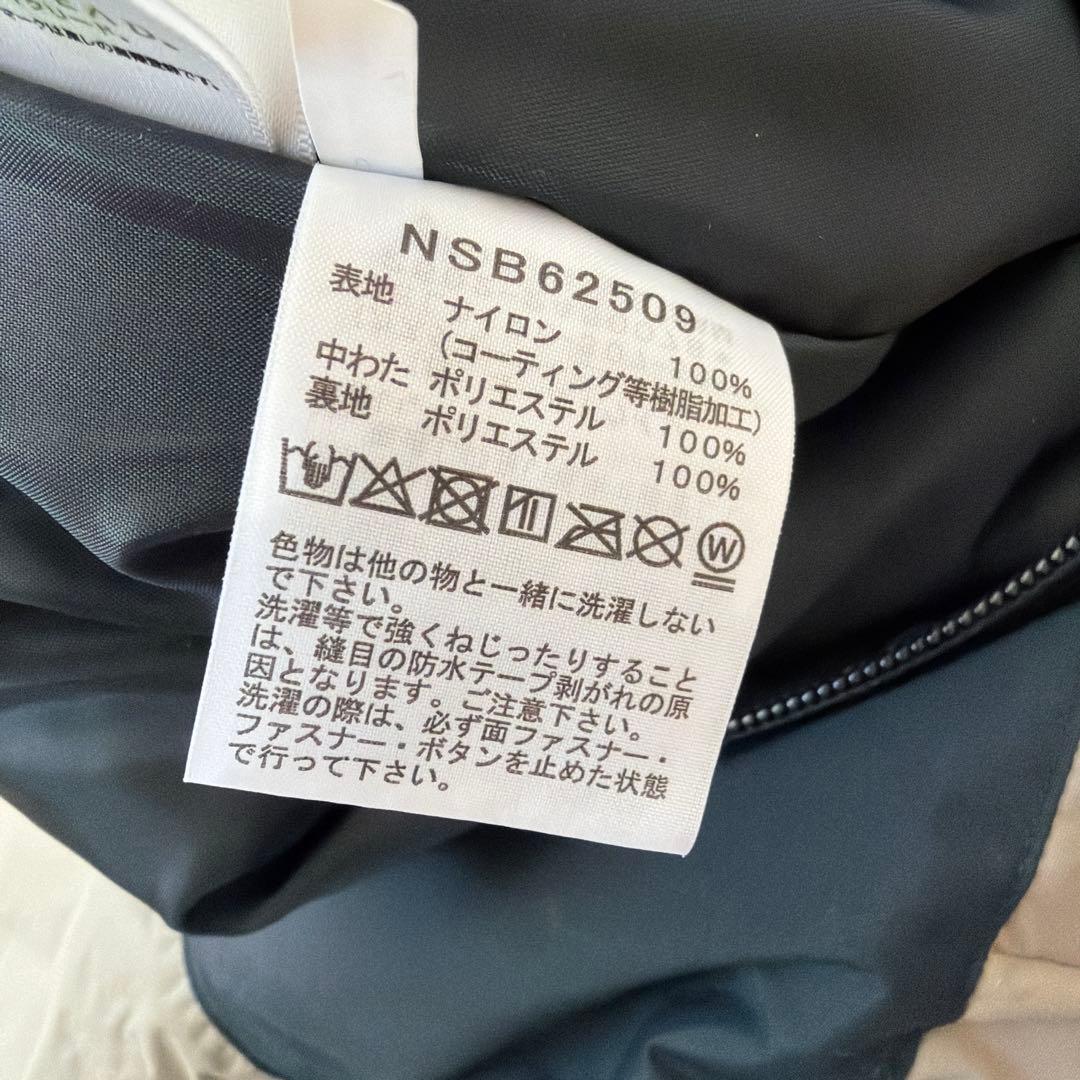 NSB62509
表地 ナイロン 100%
(コーティング等樹脂加工)
中わた ポリエステル 100%
裏地 ポリエステル 100%
W
色物は他の物と一緒に洗濯しない
で下さい。
洗濯等で強くねじったりすること
は、縫目の防水テープ剥がれの原
因となります。ご注意下さい。
洗濯の際は、必ず面ファスナー・
ファスナー・ボタンを止めた状態
で行って下さい。